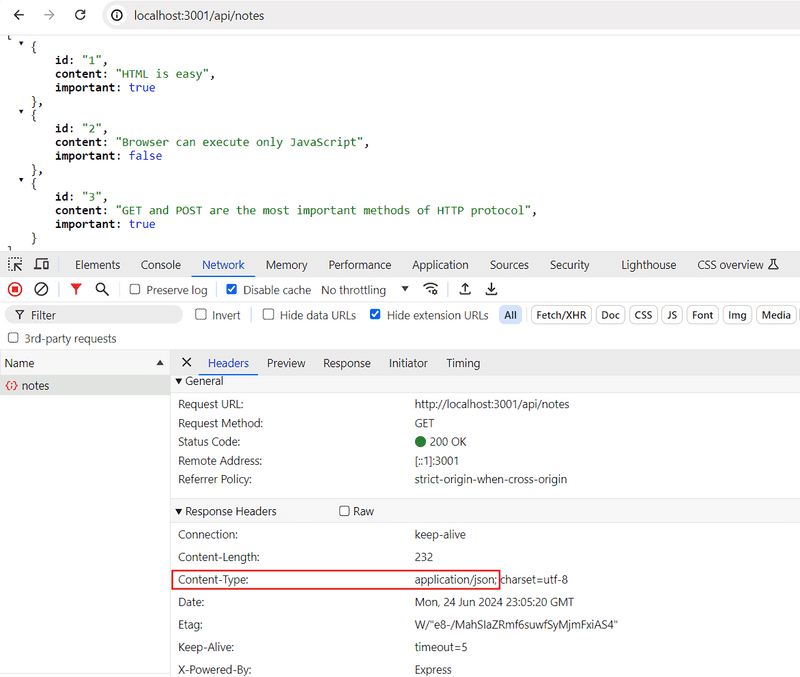 localhost:3001/api/notes
[
{
id: "1",
content: "HTML is easy",
important: true
},
{
id: "2",
content: "Browser can execute only JavaScript",
important: false
},
{
id: "3",
content: "GET and POST are the most important methods of HTTP protocol",
important: true
}
]
Elements Console Network Memory Performance Application Sources Security Lighthouse CSS overview
Preserve log Disable cache No throttling
Filter Invert Hide data URLs Hide extension URLs All Fetch/XHR Doc CSS JS Font Img Media
3rd-party requests
Name Headers Preview Response Initiator Timing
notes
General
Request URL: http://localhost:3001/api/notes
Request Method: GET
Status Code: 200 OK
Remote Address: [::1]:3001
Referrer Policy: strict-origin-when-cross-origin
Response Headers Raw
Connection: keep-alive
Content-Length: 232
Content-Type: application/json; charset=utf-8
Date: Mon, 24 Jun 2024 23:05:20 GMT
Etag: W/"e8-/MahSIaZRmf6suwfSyMjmFxiAS4"
Keep-Alive: timeout=5
X-Powered-By: Express